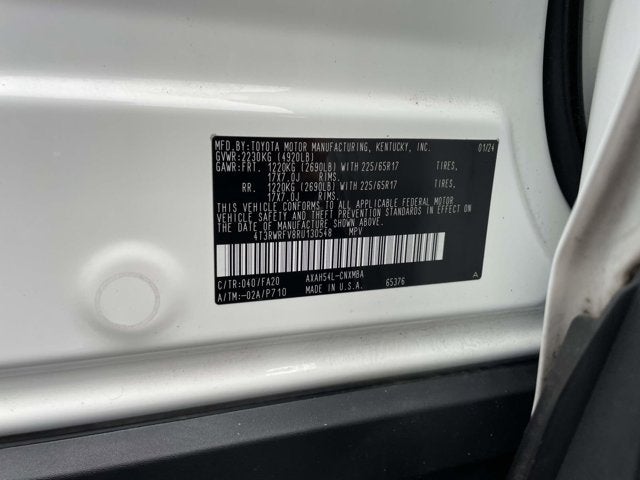 MFD.BY:TOYOTA MOTOR MANUFACTURING, KENTUCKY, INC. 01/24
GVWR:2230KG (4920LB)
GAWR:FRT. 1220KG (2690LB) WITH 225/65R17 TIRES,
17X7.0J RIMS.
RR. 1220KG (2690LB) WITH 225/65R17 TIRES,
17X7.0J RIMS.
THIS VEHICLE CONFORMS TO ALL APPLICABLE FEDERAL MOTOR
VEHICLE SAFETY AND THEFT PREVENTION STANDARDS IN EFFECT ON
THE DATE OF MANUFACTURE SHOWN ABOVE.
4T3RWRFV8RU130548 MPV
C/TR:040/FA20 AXAH54L-CNXMBA 65376 A
A/TM:-02A/P710 MADE IN U.S.A.